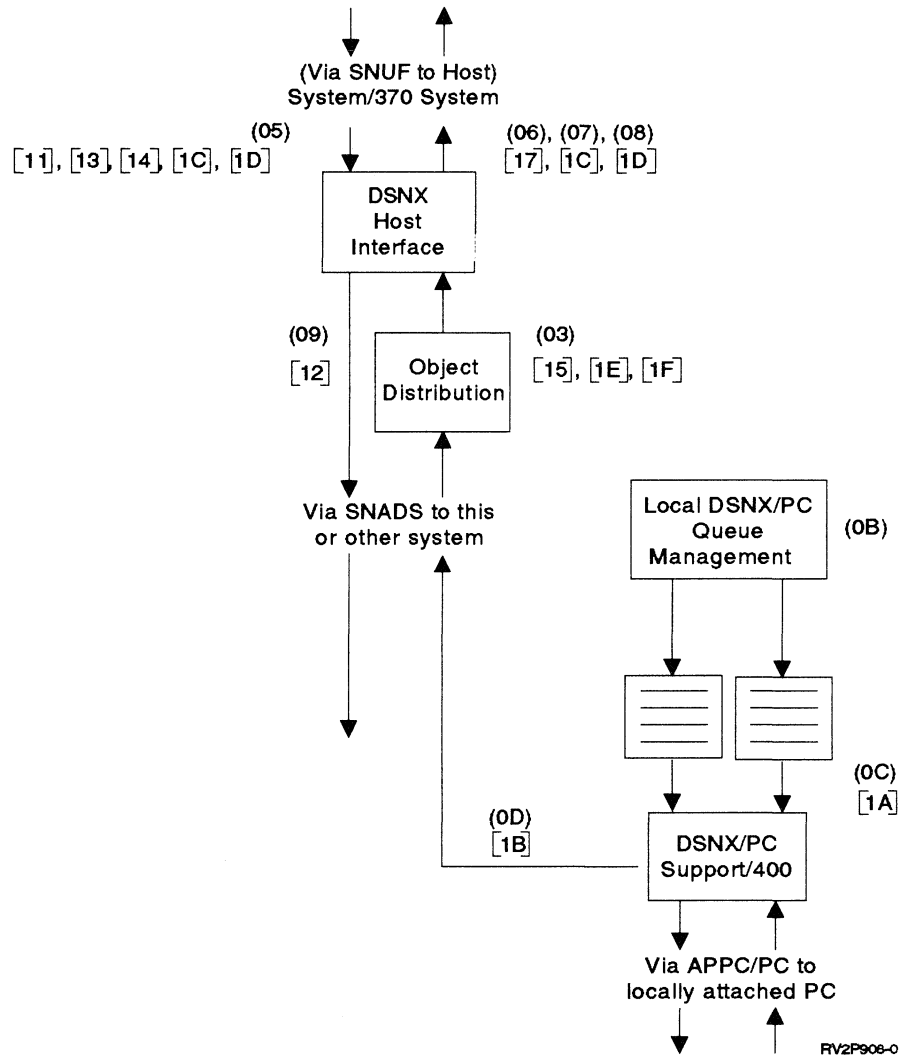 (Via SNUF to Host)
System/370 System
(05)
[11], [13], [14], [1C], [1D]
(06), (07), (08)
[17], [1C], [1D]
DSNX
Host
Interface
(09)
[12]
Object
Distribution
(03)
[15], [1E], [1F]
Via SNADS to this
or other system
Local DSNX/PC
Queue
Management
(0B)
(0C)
[1A]
(0D)
[1B]
DSNX/PC
Support/400
Via APPC/PC to
locally attached PC
RV2P906-0